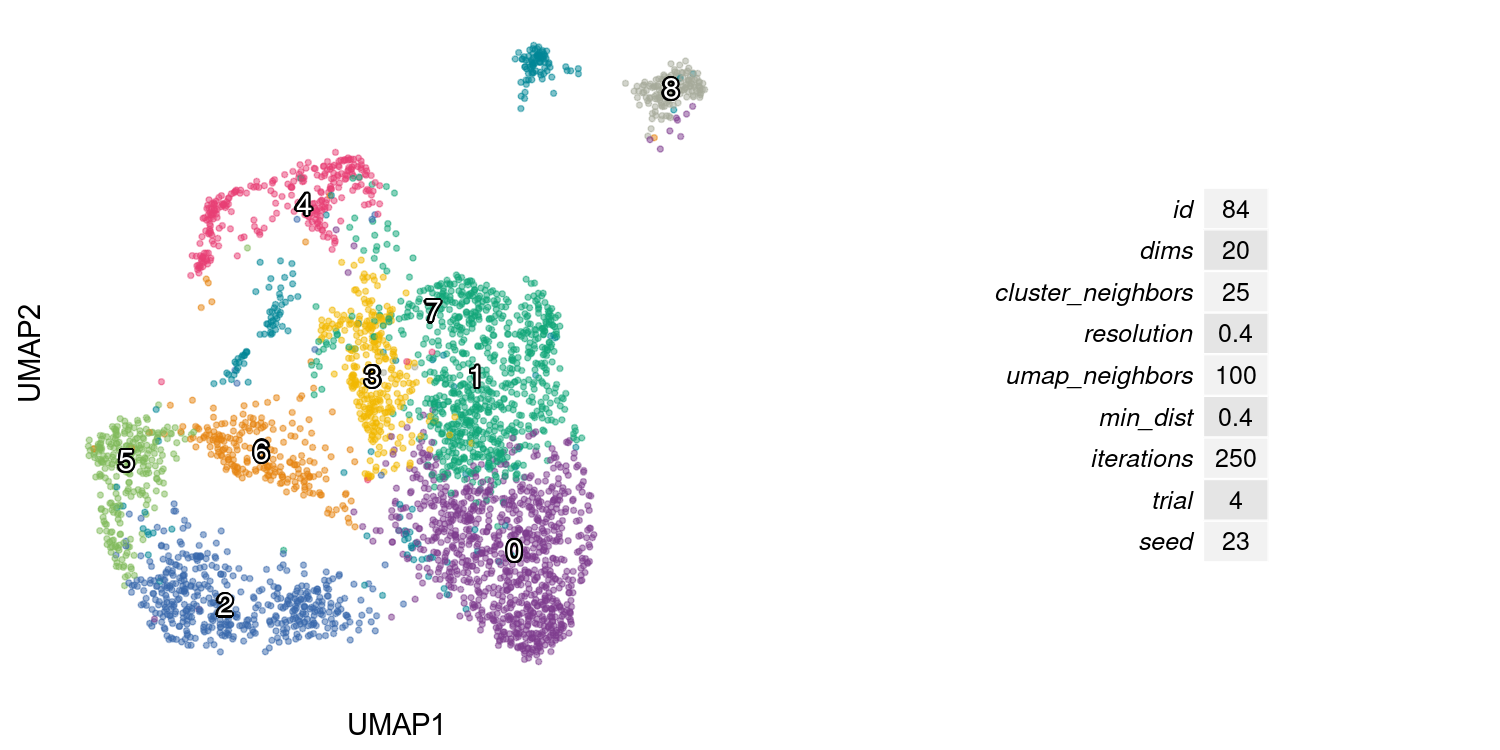 8
4
7
3
1
5
6
0
2
UMAP2
UMAP1
id 84
dims 20
cluster_neighbors 25
resolution 0.4
umap_neighbors 100
min_dist 0.4
iterations 250
trial 4
seed 23